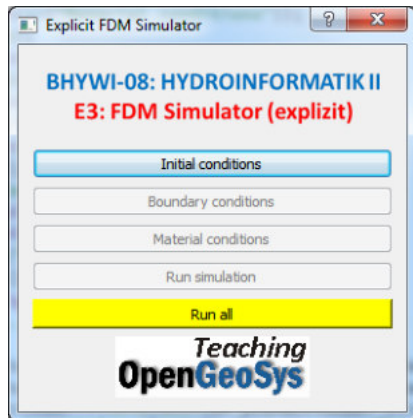 Explicit FDM Simulator
BHYWI-08: HYDROINFORMATIK II
E3: FDM Simulator (explizit)
Initial conditions
Boundary conditions
Material conditions
Run simulation
Run all
Teaching
OpenGeoSys